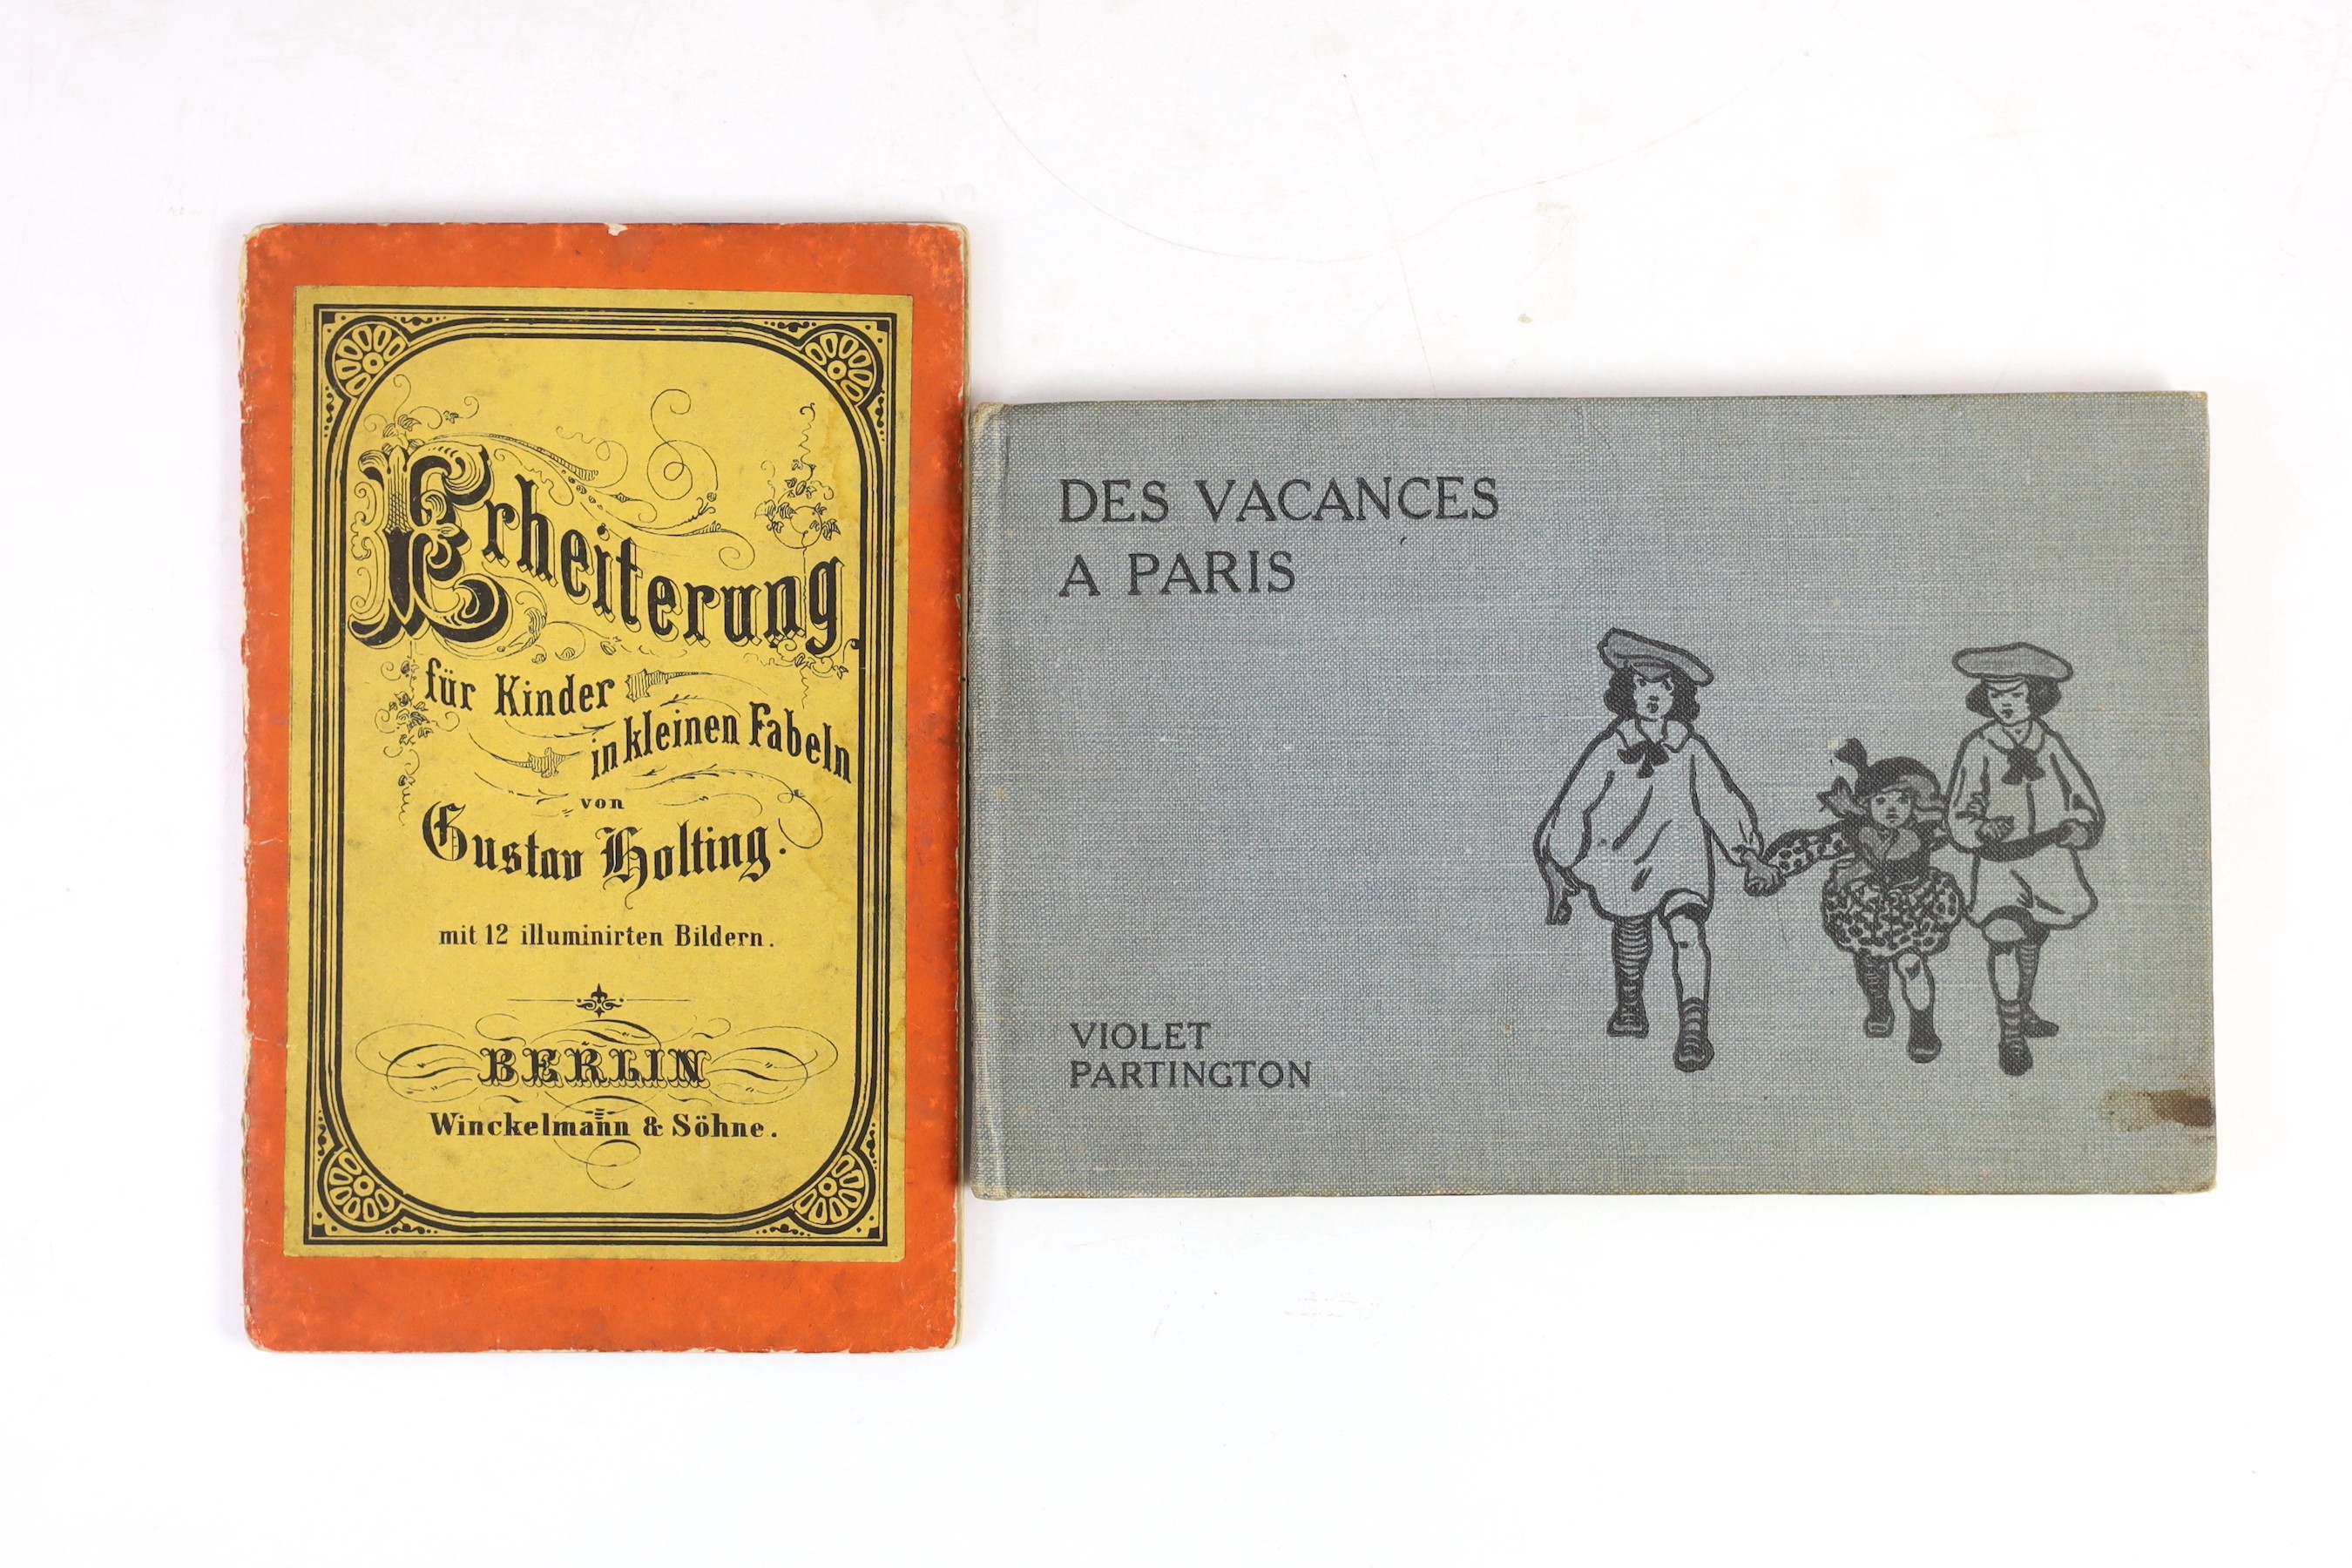 Erheiterung
für Kinder
in kleinen Fabeln
von
Gustav Holting.
mit 12 illuminirten Bildern.
BERLIN
Winckelmann & Söhne.
DES VACANCES
A PARIS
VIOLET
PARTINGTON